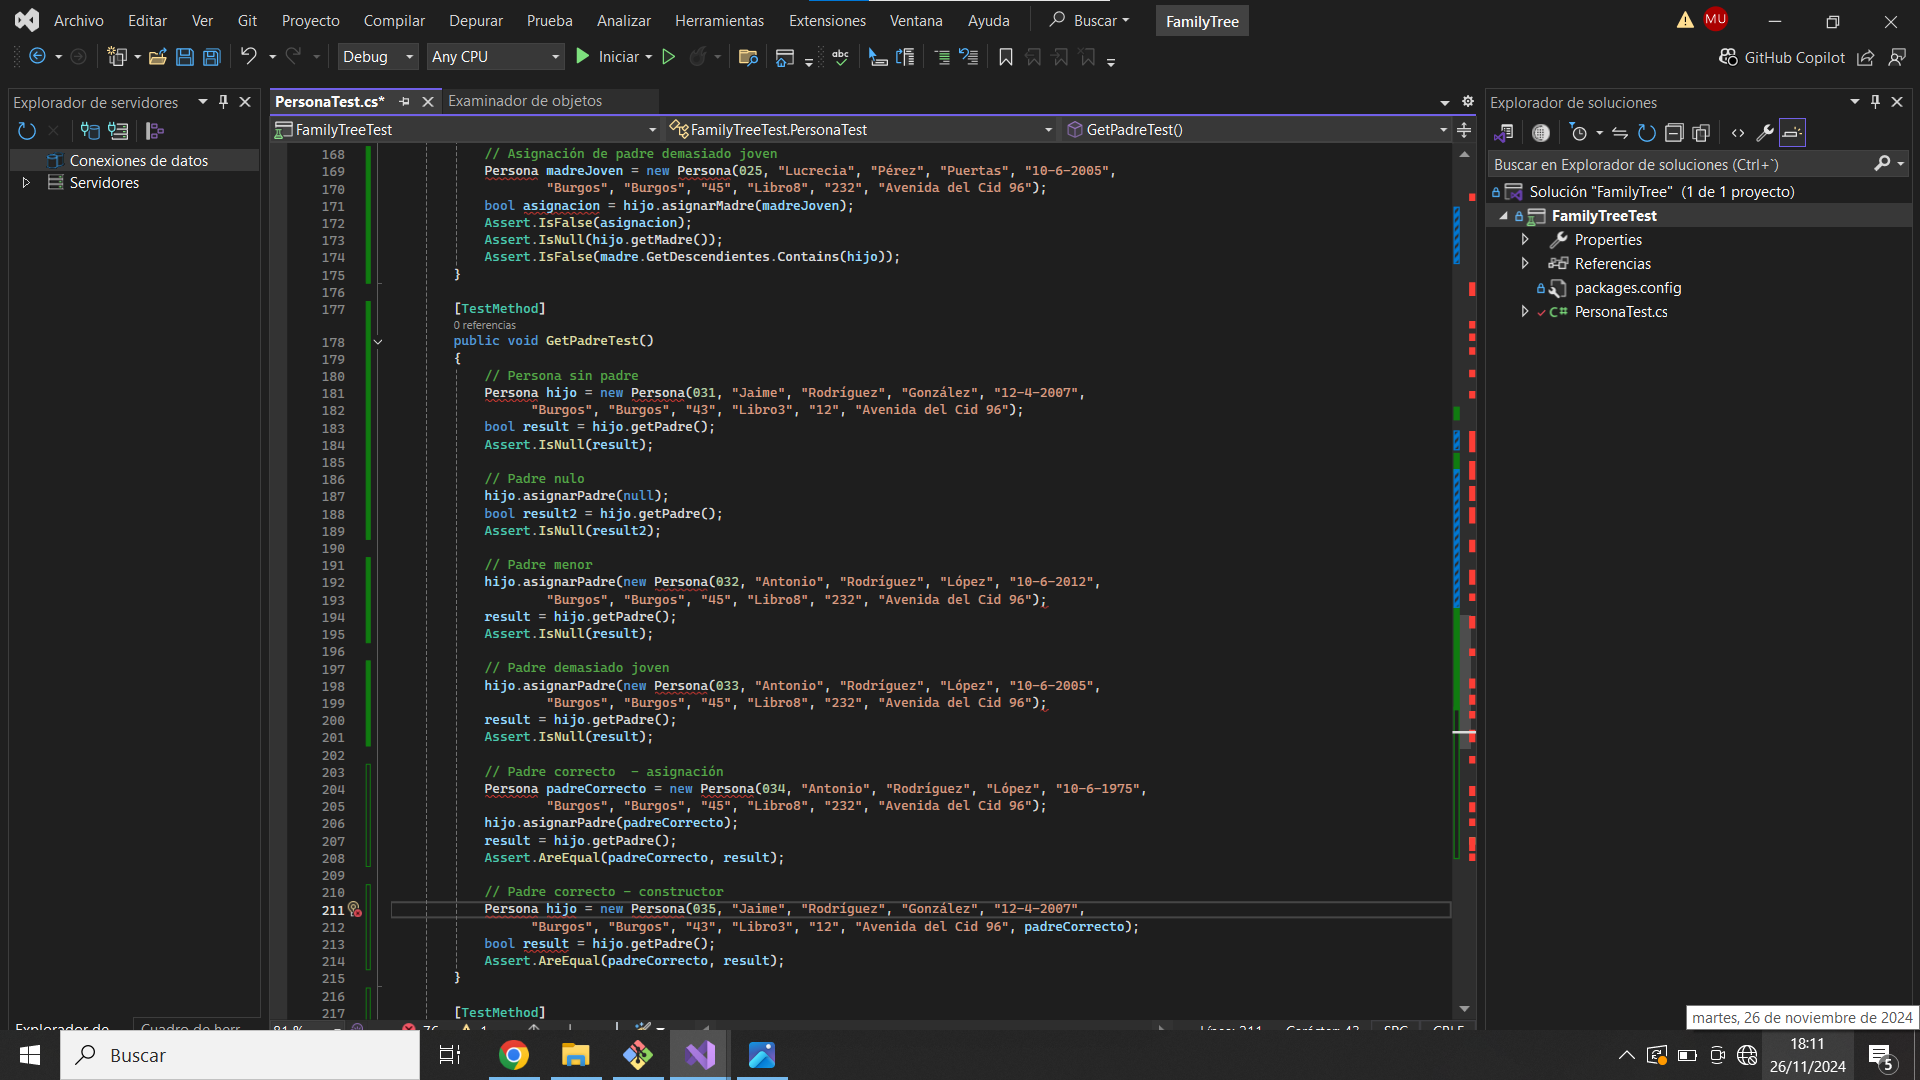 Archivo Editar Ver Git Proyecto Compilar Depurar Prueba Analizar Herramientas Extensiones Ventana Ayuda Buscar FamilyTree MU
Debug Any CPU Iniciar abc GitHub Copilot
Explorador de servidores
Conexiones de datos
Servidores
PersonaTest.cs* Examinador de objetos
FamilyTreeTest FamilyTreeTest.PersonaTest GetPadreTest()
168 // Asignación de padre demasiado joven
169 Persona madreJoven = new Persona(025, "Lucrecia", "Pérez", "Puertas", "10-6-2005",
170 "Burgos", "Burgos", "45", "Libro8", "232", "Avenida del Cid 96");
171 bool asignacion = hijo.asignarMadre(madreJoven);
172 Assert.IsFalse(asignacion);
173 Assert.IsNull(hijo.getMadre());
174 Assert.IsFalse(madre.GetDescendientes.Contains(hijo));
175 }
176
177 [TestMethod]
0 referencias
178 public void GetPadreTest()
179 {
180 // Persona sin padre
181 Persona hijo = new Persona(031, "Jaime", "Rodríguez", "González", "12-4-2007",
182 "Burgos", "Burgos", "43", "Libro3", "12", "Avenida del Cid 96");
183 bool result = hijo.getPadre();
184 Assert.IsNull(result);
185
186 // Padre nulo
187 hijo.asignarPadre(null);
188 bool result2 = hijo.getPadre();
189 Assert.IsNull(result2);
190
191 // Padre menor
192 hijo.asignarPadre(new Persona(032, "Antonio", "Rodríguez", "López", "10-6-2012",
193 "Burgos", "Burgos", "45", "Libro8", "232", "Avenida del Cid 96");
194 result = hijo.getPadre();
195 Assert.IsNull(result);
196
197 // Padre demasiado joven
198 hijo.asignarPadre(new Persona(033, "Antonio", "Rodríguez", "López", "10-6-2005",
199 "Burgos", "Burgos", "45", "Libro8", "232", "Avenida del Cid 96");
200 result = hijo.getPadre();
201 Assert.IsNull(result);
202
203 // Padre correcto  - asignación
204 Persona padreCorrecto = new Persona(034, "Antonio", "Rodríguez", "López", "10-6-1975",
205 "Burgos", "Burgos", "45", "Libro8", "232", "Avenida del Cid 96");
206 hijo.asignarPadre(padreCorrecto);
207 result = hijo.getPadre();
208 Assert.AreEqual(padreCorrecto, result);
209
210 // Padre correcto - constructor
211 Persona hijo = new Persona(035, "Jaime", "Rodríguez", "González", "12-4-2007",
212 "Burgos", "Burgos", "43", "Libro3", "12", "Avenida del Cid 96", padreCorrecto);
213 bool result = hijo.getPadre();
214 Assert.AreEqual(padreCorrecto, result);
215 }
216
217 [TestMethod]
Explorador de soluciones
Buscar en Explorador de soluciones (Ctrl+`)
Solución "FamilyTree" (1 de 1 proyecto)
FamilyTreeTest
Properties
Referencias
packages.config
C# PersonaTest.cs
martes, 26 de noviembre de 2024
Buscar
18:11
26/11/2024
5